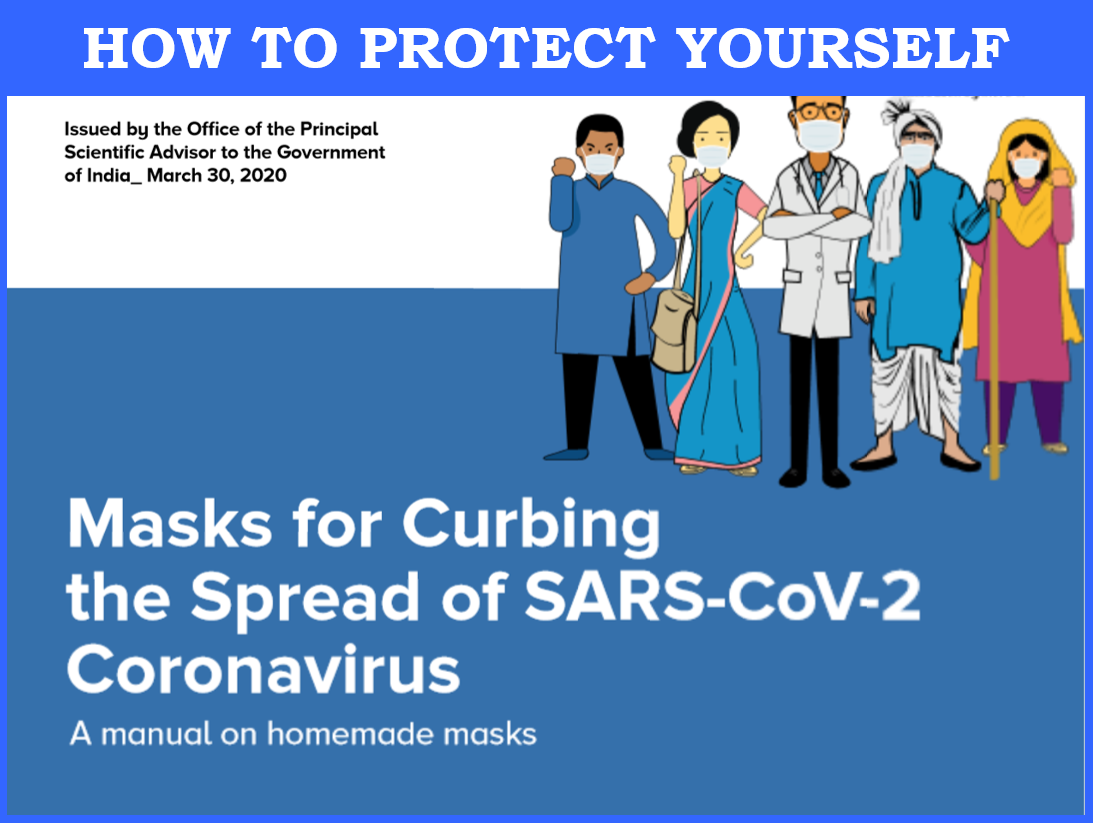 HOW TO PROTECT YOURSELF
Issued by the Office of the Principal
Scientific Advisor to the Government
of India_ March 30, 2020
Masks for Curbing
the Spread of SARS-CoV-2
Coronavirus
A manual on homemade masks